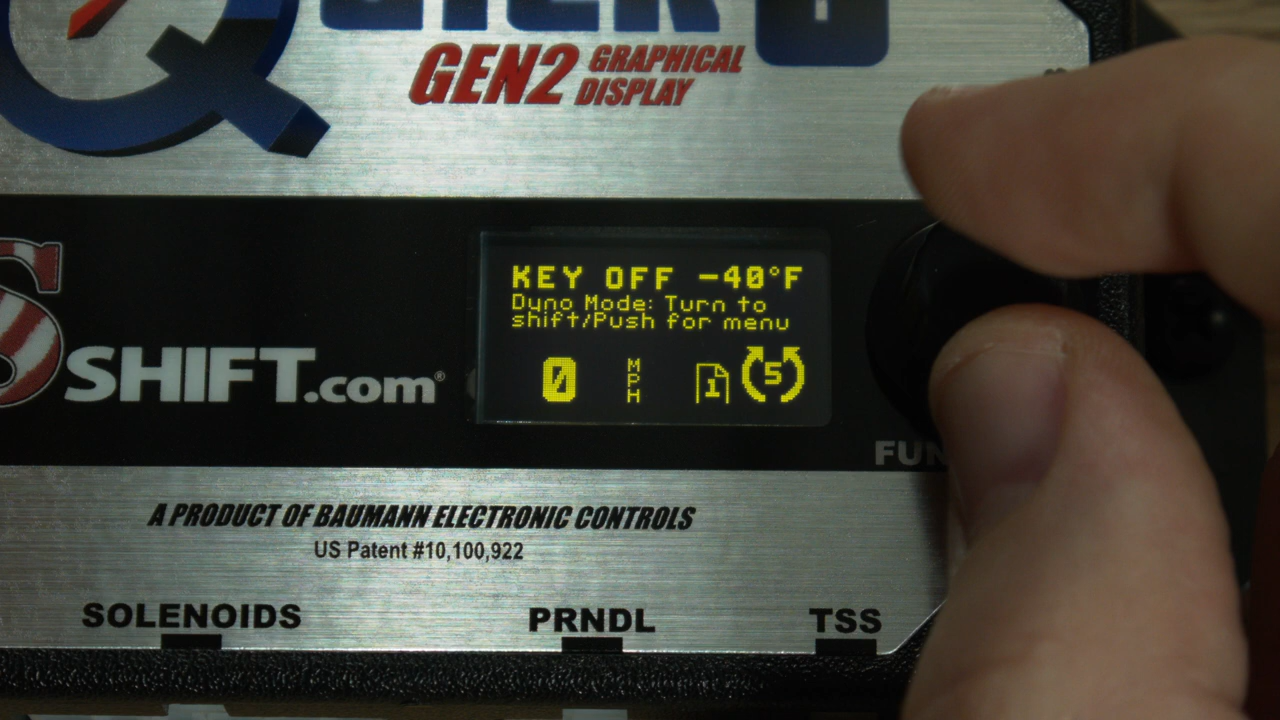 GEN2 GRAPHICAL
DISPLAY
SHIFT.com®
KEY OFF -40°F
Dyno Mode: Turn to
shift/Push for menu
0 MPH 1 5
A PRODUCT OF BAUMANN ELECTRONIC CONTROLS
US Patent #10,100,922
SOLENOIDS PRNDL TSS